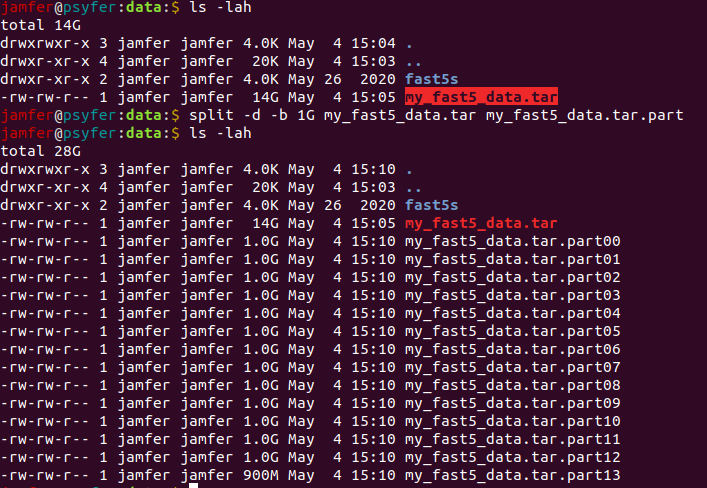 jamfer@psyfer:data:$ ls -lah
total 14G
drwxrwxr-x 3 jamfer jamfer 4.0K May  4 15:04 .
drwxr-xr-x 4 jamfer jamfer  20K May  4 15:03 ..
drwxr-xr-x 2 jamfer jamfer 4.0K May 26  2020 fast5s
-rw-rw-r-- 1 jamfer jamfer  14G May  4 15:05 my_fast5_data.tar
jamfer@psyfer:data:$ split -d -b 1G my_fast5_data.tar my_fast5_data.tar.part
jamfer@psyfer:data:$ ls -lah
total 28G
drwxrwxr-x 3 jamfer jamfer 4.0K May  4 15:10 .
drwxr-xr-x 4 jamfer jamfer  20K May  4 15:03 ..
drwxr-xr-x 2 jamfer jamfer 4.0K May 26  2020 fast5s
-rw-rw-r-- 1 jamfer jamfer  14G May  4 15:05 my_fast5_data.tar
-rw-rw-r-- 1 jamfer jamfer 1.0G May  4 15:10 my_fast5_data.tar.part00
-rw-rw-r-- 1 jamfer jamfer 1.0G May  4 15:10 my_fast5_data.tar.part01
-rw-rw-r-- 1 jamfer jamfer 1.0G May  4 15:10 my_fast5_data.tar.part02
-rw-rw-r-- 1 jamfer jamfer 1.0G May  4 15:10 my_fast5_data.tar.part03
-rw-rw-r-- 1 jamfer jamfer 1.0G May  4 15:10 my_fast5_data.tar.part04
-rw-rw-r-- 1 jamfer jamfer 1.0G May  4 15:10 my_fast5_data.tar.part05
-rw-rw-r-- 1 jamfer jamfer 1.0G May  4 15:10 my_fast5_data.tar.part06
-rw-rw-r-- 1 jamfer jamfer 1.0G May  4 15:10 my_fast5_data.tar.part07
-rw-rw-r-- 1 jamfer jamfer 1.0G May  4 15:10 my_fast5_data.tar.part08
-rw-rw-r-- 1 jamfer jamfer 1.0G May  4 15:10 my_fast5_data.tar.part09
-rw-rw-r-- 1 jamfer jamfer 1.0G May  4 15:10 my_fast5_data.tar.part10
-rw-rw-r-- 1 jamfer jamfer 1.0G May  4 15:10 my_fast5_data.tar.part11
-rw-rw-r-- 1 jamfer jamfer 1.0G May  4 15:10 my_fast5_data.tar.part12
-rw-rw-r-- 1 jamfer jamfer 900M May  4 15:10 my_fast5_data.tar.part13